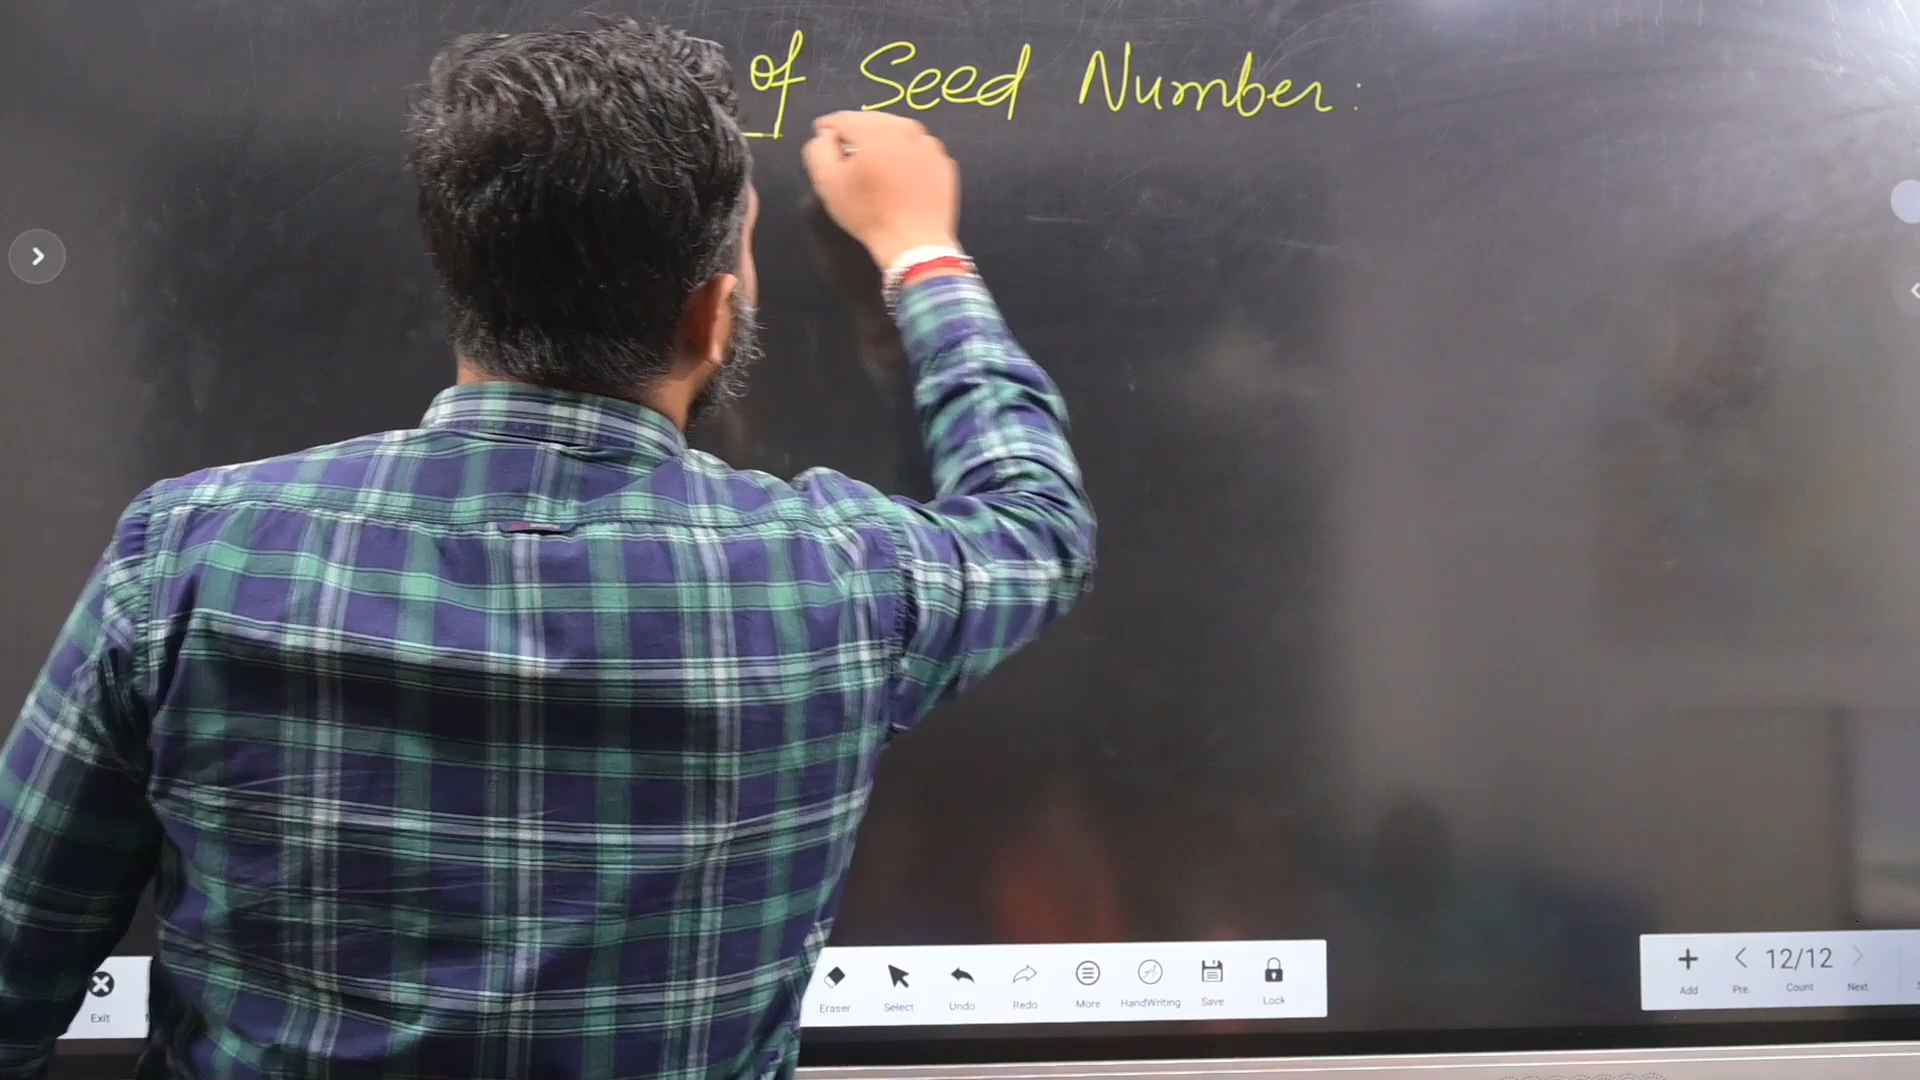 of Seed Number:
Exit
Eraser Select Undo Redo More HandWriting Save Lock
12/12
Add Pre. Count Next